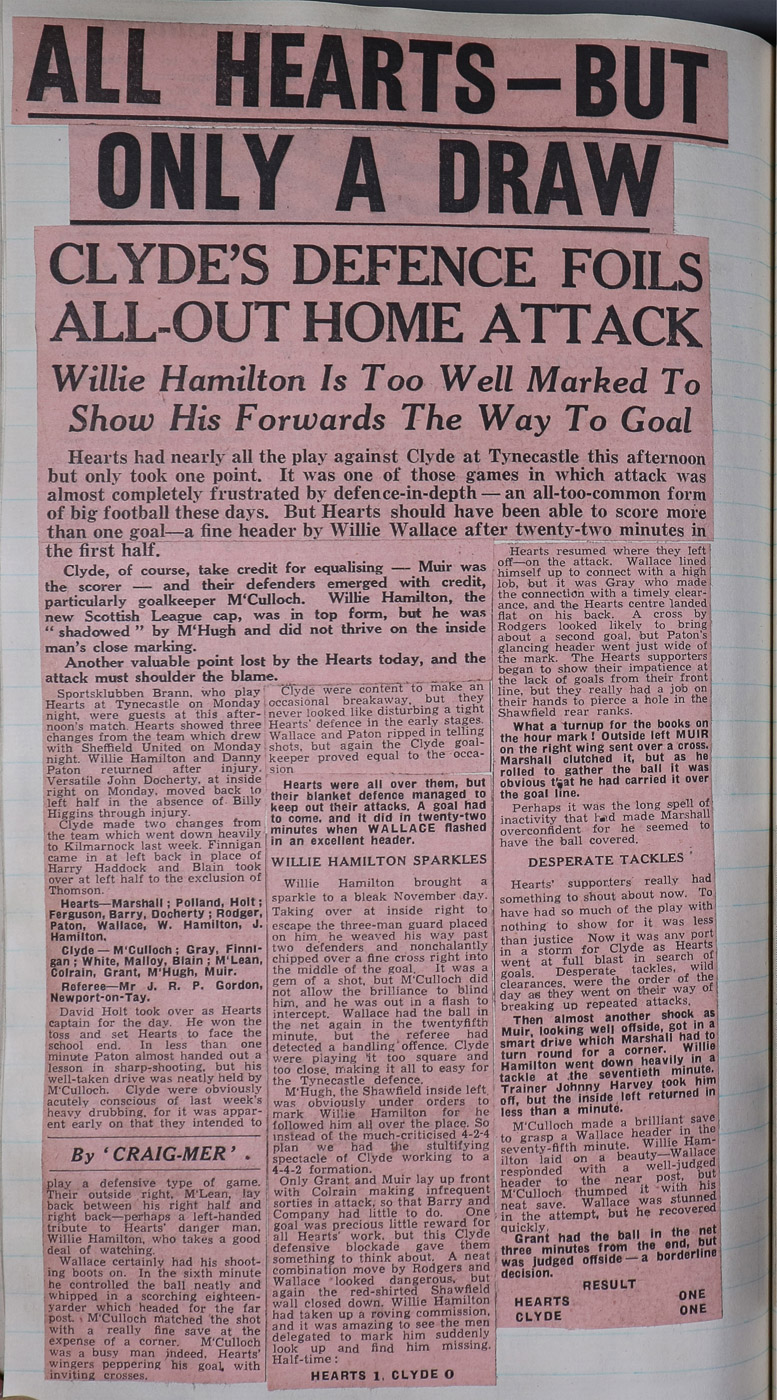 ALL HEARTS—BUT
ONLY A DRAW
CLYDE'S DEFENCE FOILS
ALL-OUT HOME ATTACK
Willie Hamilton Is Too Well Marked To
Show His Forwards The Way To Goal
Hearts had nearly all the play against Clyde at Tynecastle this afternoon
but only took one point. It was one of those games in which attack was
almost completely frustrated by defence-in-depth — an all-too-common form
of big football these days. But Hearts should have been able to score more
than one goal—a fine header by Willie Wallace after twenty-two minutes in
the first half.
Clyde, of course, take credit for equalising — Muir was
the scorer — and their defenders emerged with credit,
particularly goalkeeper M'Culloch. Willie Hamilton, the
new Scottish League cap, was in top form, but he was
" shadowed " by M'Hugh and did not thrive on the inside
man's close marking.
Another valuable point lost by the Hearts today, and the
attack must shoulder the blame.
Sportsklubben Brann, who play
Hearts at Tynecastle on Monday
night, were guests at this after-
noon's match. Hearts showed three
changes from the team which drew
with Sheffield United on Monday
night. Willie Hamilton and Danny
Paton returned after injury.
Versatile John Docherty, at inside
right on Monday, moved back to
left half in the absence of Billy
Higgins through injury.
Clyde made two changes from
the team which went down heavily
to Kilmarnock last week. Finnigan
came in at left back in place of
Harry Haddock and Blain took
over at left half to the exclusion of
Thomson.
Hearts—Marshall ; Polland, Holt ;
Ferguson, Barry, Docherty ; Rodger,
Paton, Wallace, W. Hamilton, J.
Hamilton.
Clyde — M'Culloch ; Gray, Finni-
gan ; White, Malloy, Blain ; M'Lean,
Colrain, Grant, M'Hugh, Muir.
Referee—Mr J. R. P. Gordon,
Newport-on-Tay.
David Holt took over as Hearts
captain for the day. He won the
toss and set Hearts to face the
school end. In less than one
minute Paton almost handed out a
lesson in sharp-shooting, but his
well-taken drive was neatly held by
M'Culloch. Clyde were obviously
acutely conscious of last week's
heavy drubbing, for it was appar-
ent early on that they intended to
By ' CRAIG-MER ' .
play a defensive type of game.
Their outside right, M'Lean, lay
back between his right half and
right back—perhaps a left-handed
tribute to Hearts' danger man,
Willie Hamilton, who takes a good
deal of watching.
Wallace certainly had his shoot-
ing boots on. In the sixth minute
he controlled the ball neatly and
whipped in a scorching eighteen-
yarder which headed for the far
post. M'Culloch matched the shot
with a really fine save at the
expense of a corner. M'Culloch
was a busy man indeed. Hearts'
wingers peppering his goal with
inviting crosses.
Clyde were content to make an
occasional breakaway, but they
never looked like disturbing a tight
Hearts' defence in the early stages.
Wallace and Paton ripped in telling
shots, but again the Clyde goal-
keeper proved equal to the occa-
sion
Hearts were all over them, but
their blanket defence managed to
keep out their attacks. A goal had
to come, and it did in twenty-two
minutes when WALLACE flashed
in an excellent header.
WILLIE HAMILTON SPARKLES
Willie Hamilton brought a
sparkle to a bleak November day.
Taking over at inside right to
escape the three-man guard placed
on him, he weaved his way past
two defenders and nonchalantly
chipped over a fine cross right into
the middle of the goal. It was a
gem of a shot, but M'Culloch did
not allow the brilliance to blind
him, and he was out in a flash to
intercept. Wallace had the ball in
the net again in the twentyfifth
minute, but the referee had
detected a handling offence. Clyde
were playing it too square and
too close, making it all to easy for
the Tynecastle defence.
M'Hugh, the Shawfield inside left,
was obviously under orders to
mark Willie Hamilton for he
followed him all over the place. So
instead of the much-criticised 4-2-4
plan we had the stultifying
spectacle of Clyde working to a
4-4-2 formation.
Only Grant and Muir lay up front
with Colrain making infrequent
sorties in attack, so that Barry and
Company had little to do. One
goal was precious little reward for
all Hearts' work, but this Clyde
defensive blockade gave them
something to think about. A neat
combination move by Rodgers and
Wallace looked dangerous, but
again the red-shirted Shawfield
wall closed down. Willie Hamilton
had taken up a roving commission,
and it was amazing to see the men
delegated to mark him suddenly
look up and find him missing.
Half-time :
HEARTS 1, CLYDE 0
Hearts resumed where they left
off—on the attack. Wallace lined
himself up to connect with a high
lob, but it was Gray who made
the connection with a timely clear-
ance, and the Hearts centre landed
flat on his back. A cross by
Rodgers looked likely to bring
about a second goal, but Paton's
glancing header went just wide of
the mark. The Hearts supporters
began to show their impatience at
the lack of goals from their front
line, but they really had a job on
their hands to pierce a hole in the
Shawfield rear ranks.
What a turnup for the books on
the hour mark ! Outside left MUIR
on the right wing sent over a cross.
Marshall clutched it, but as he
rolled to gather the ball it was
obvious that he had carried it over
the goal line.
Perhaps it was the long spell of
inactivity that had made Marshall
overconfident for he seemed to
have the ball covered.
DESPERATE TACKLES
Hearts' supporters really had
something to shout about now. To
have had so much of the play with
nothing to show for it was less
than justice Now it was any port
in a storm for Clyde as Hearts
went at full blast in search of
goals. Desperate tackles, wild
clearances, were the order of the
day as they went on their way of
breaking up repeated attacks.
Then almost another shock as
Muir, looking well offside, got in a
smart drive which Marshall had to
turn round for a corner. Willie
Hamilton went down heavily in a
tackle at the seventieth minute.
Trainer Johnny Harvey took him
off, but the inside left returned in
less than a minute.
M'Culloch made a brilliant save
to grasp a Wallace header in the
seventy-fifth minute. Willie Ham-
ilton laid on a beauty—Wallace
responded with a well-judged
header to the near post, but
M'Culloch thumped it with his
neat save. Wallace was stunned
in the attempt, but he recovered
quickly.
Grant had the ball in the net
three minutes from the end, but
was judged offside—a borderline
decision.
RESULT
HEARTS ONE
CLYDE ONE